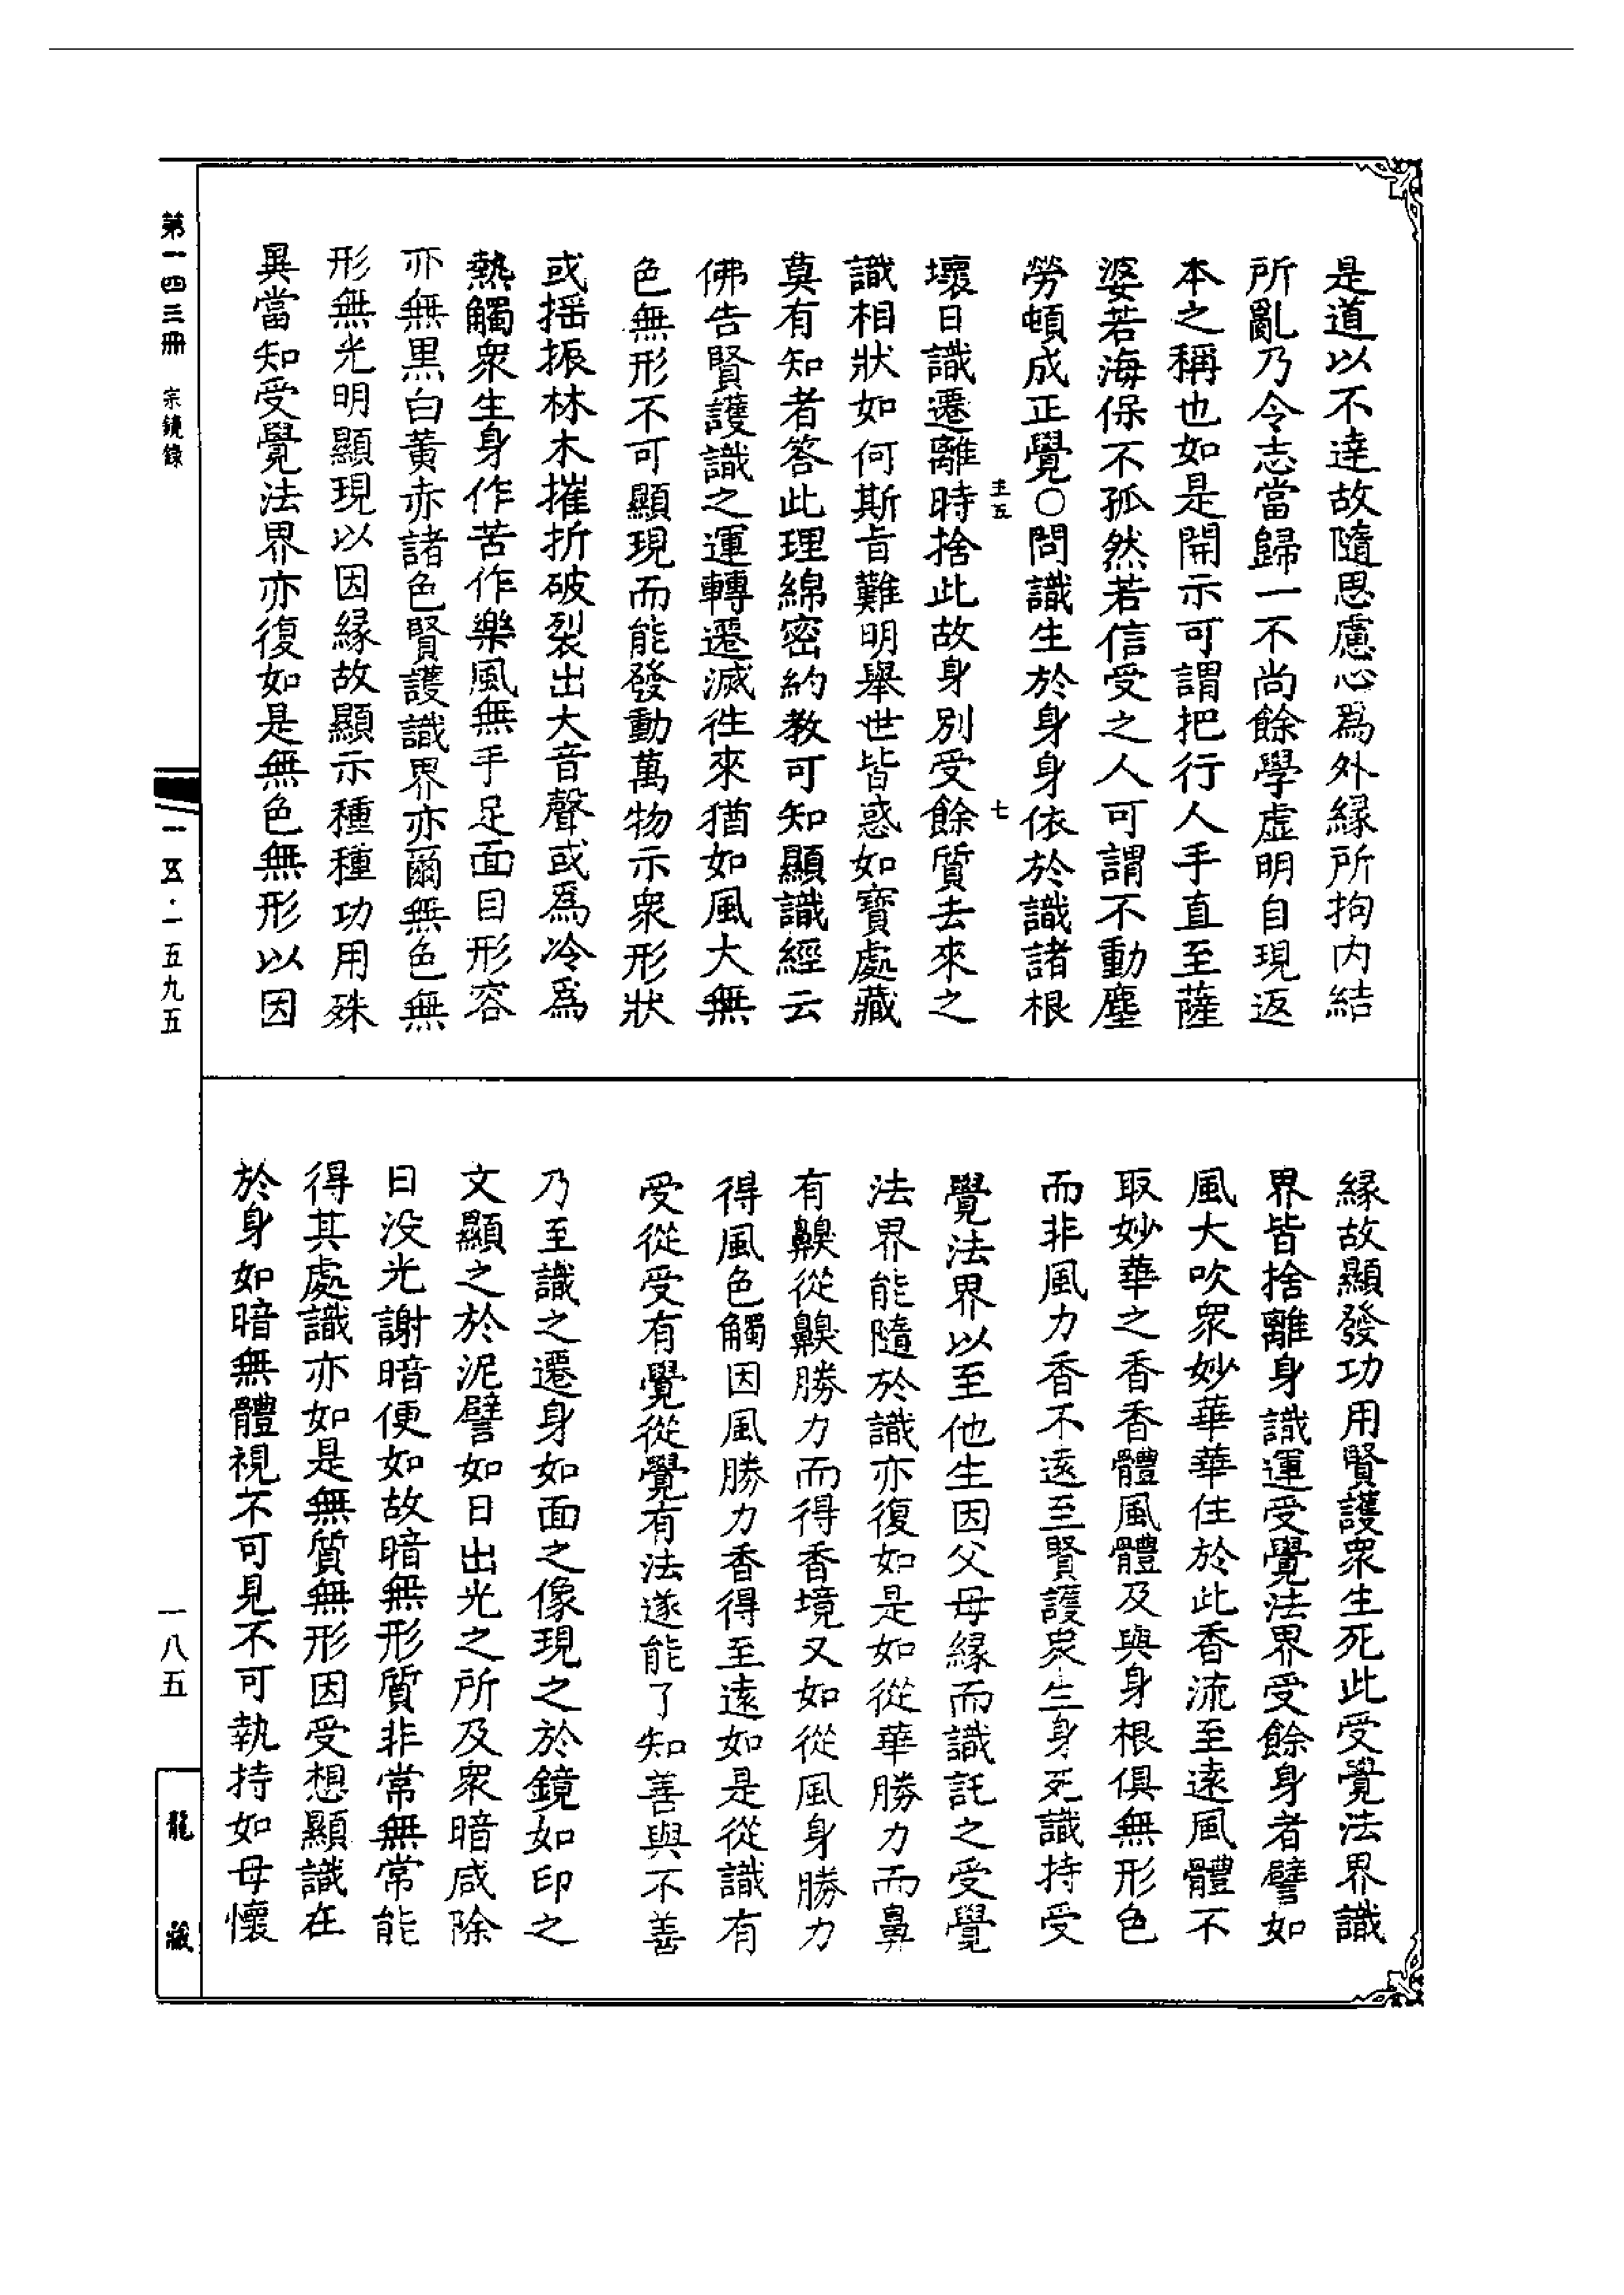 是道以不達故隨思慮心爲外縁所拘内結
所亂乃令志當歸一不尚餘學虛明自現返
本之稱也如是開示可謂把行人手直至薩
婆若海保不孤然若信受之人可謂不動塵
勞頓成正覺○問識生於身身依於識諸根
圭五 七
壞日識遷離時捨此故身別受餘質去來之
識相狀如何斯旨難明舉世皆惑如寶處藏
莫有知者答此理綿密約教可知顯識經云
佛告賢護識之運轉遷滅徃來猶如風大無
色無形不可顯現而能發動萬物示衆形狀
或揺振林木摧折破裂出大音聲或爲冷爲
熱觸衆生身作苦作樂風無手足面目形容
亦無黒白黃赤諸色賢護識界亦爾無色無
形無光明顯現以因縁故顯示種種功用殊
異當知受覺法界亦復如是無色無形以因
縁故顯發功用賢護衆生死此受覺法界識
界皆捨離身識運受覺法界受餘身者譬如
風大吹衆妙華華住於此香流至遠風體不
取妙華之香香體風體及與身根俱無形色
而非風力香不遠至賢護衆生身死識持受
覺法界以至他生因父母縁而識託之受覺
法界能隨於識亦復如是如從華勝力而鼻
有齅從齅勝力而得香境又如從風身勝力
得風色觸因風勝力香得至遠如是從識有
受從受有覺從覺有法遂能了知善與不善
乃至識之遷身如面之像現之於鏡如印之
文顯之於泥譬如日出光之所及衆暗咸除
日没光謝暗便如故暗無形質非常無常能
得其處識亦如是無質無形因受想顯識在
於身如暗無體視不可見不可執持如母懷
第一四三冊 宗鏡錄
一五·一五九五
一八五
龍藏